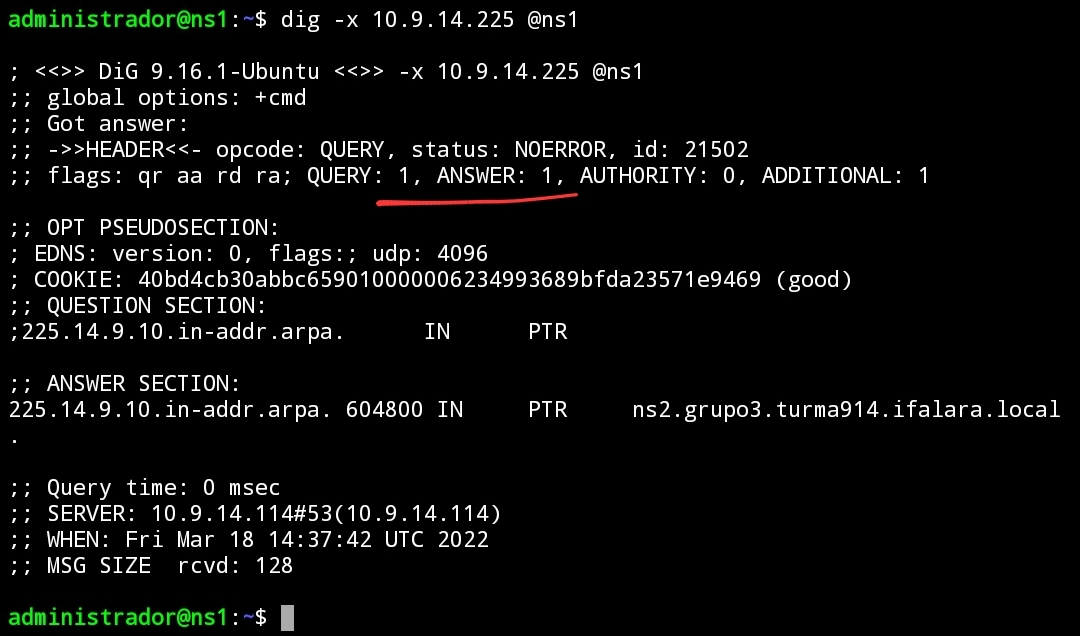 administrador@ns1:~$ dig -x 10.9.14.225 @ns1
; <<>> DiG 9.16.1-Ubuntu <<>> -x 10.9.14.225 @ns1
;; global options: +cmd
;; Got answer:
;; ->>HEADER<<- opcode: QUERY, status: NOERROR, id: 21502
;; flags: qr aa rd ra; QUERY: 1, ANSWER: 1, AUTHORITY: 0, ADDITIONAL: 1
;; OPT PSEUDOSECTION:
; EDNS: version: 0, flags:; udp: 4096
; COOKIE: 40bd4cb30abbc659010000006234993689bfda23571e9469 (good)
;; QUESTION SECTION:
;225.14.9.10.in-addr.arpa. IN PTR
;; ANSWER SECTION:
225.14.9.10.in-addr.arpa. 604800 IN PTR ns2.grupo3.turma914.ifalara.local
.
;; Query time: 0 msec
;; SERVER: 10.9.14.114#53(10.9.14.114)
;; WHEN: Fri Mar 18 14:37:42 UTC 2022
;; MSG SIZE rcvd: 128
administrador@ns1:~$